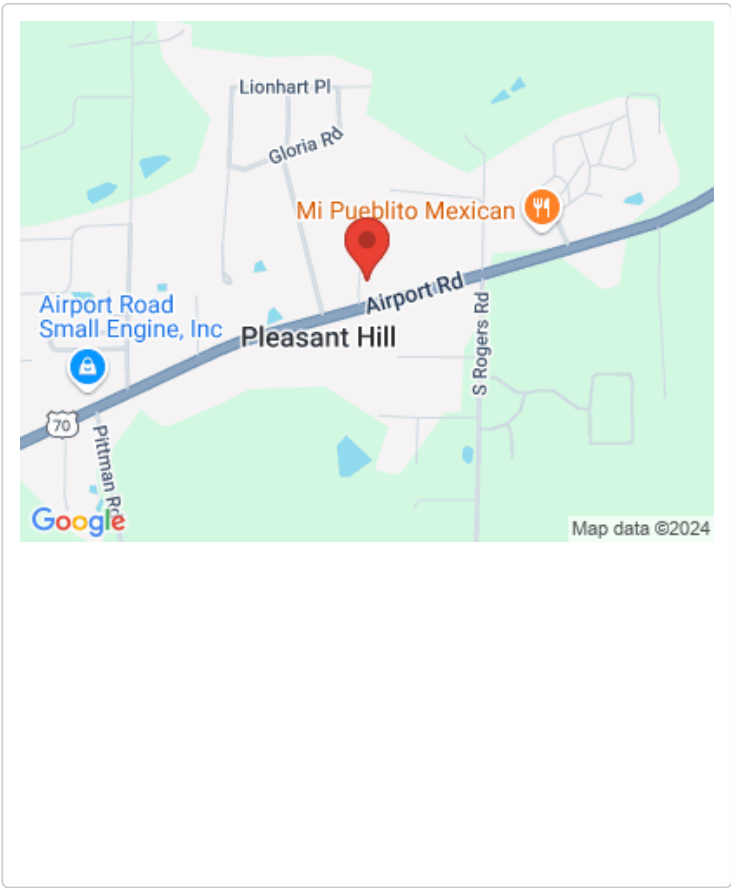 Lionhart Pl
Gloria Rd
Mi Pueblito Mexican
Airport Rd
Airport Road
Small Engine, Inc
Pleasant Hill
S Rogers Rd
70
Pittman Rd
Google
Map data ©2024